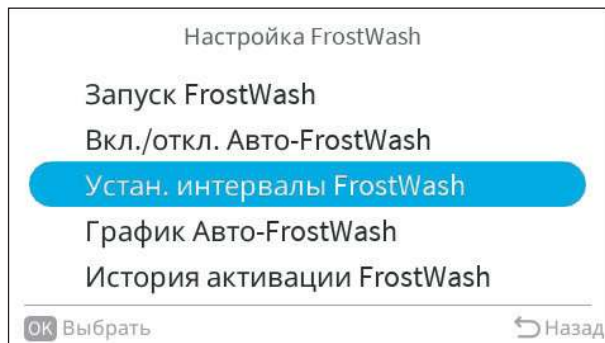 Настройка FrostWash
Запуск FrostWash
Вкл./откл. Авто-FrostWash
Устан. интервалы FrostWash
График Авто-FrostWash
История активации FrostWash
OK Выбрать Назад